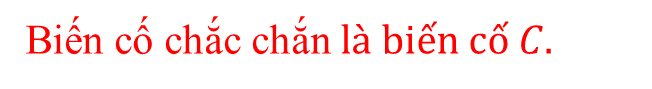 Biến cố chắc chắn là biến cố C.